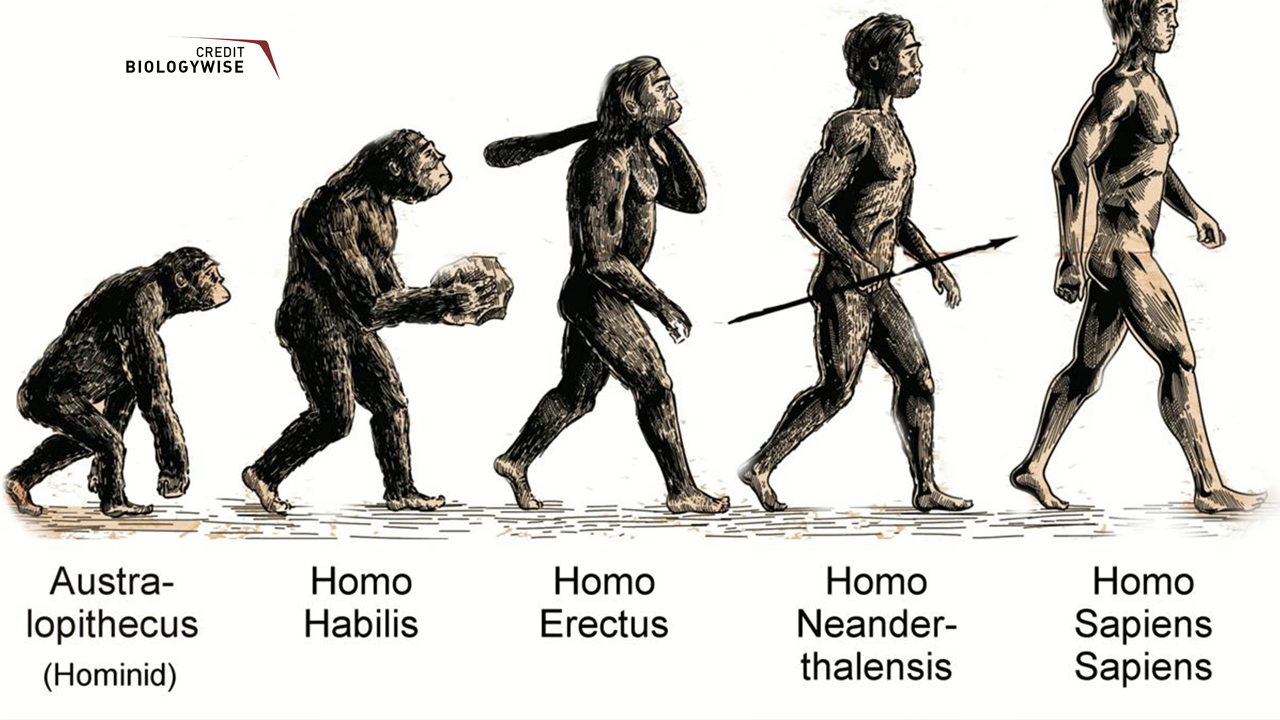 CREDIT
BIOLOGYWISE
Austra-
lopithecus
(Hominid)
Homo
Habilis
Homo
Erectus
Homo
Neander-
thalensis
Homo
Sapiens
Sapiens